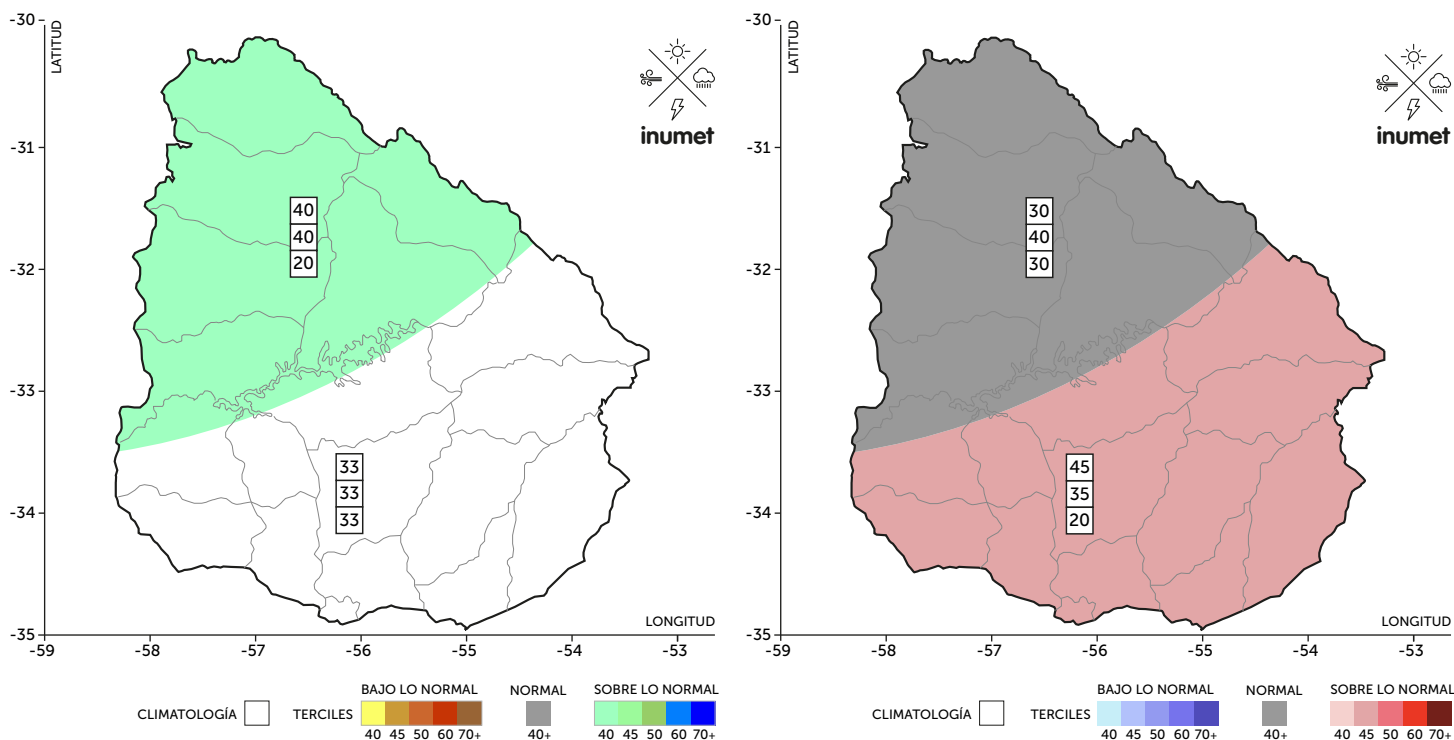 -30
LATITUD
inumet
-31
40
40
20
-32
-33
33
33
33
-34
LONGITUD
-35
-59 -58 -57 -56 -55 -54 -53
CLIMATOLOGÍA TERCILES
BAJO LO NORMAL
40 45 50 60 70+
NORMAL
40+
SOBRE LO NORMAL
40 45 50 60 70+
-30
LATITUD
inumet
-31
30
40
30
-32
-33
45
35
20
-34
LONGITUD
-35
-59 -58 -57 -56 -55 -54 -53
CLIMATOLOGÍA TERCILES
BAJO LO NORMAL
40 45 50 60 70+
NORMAL
40+
SOBRE LO NORMAL
40 45 50 60 70+